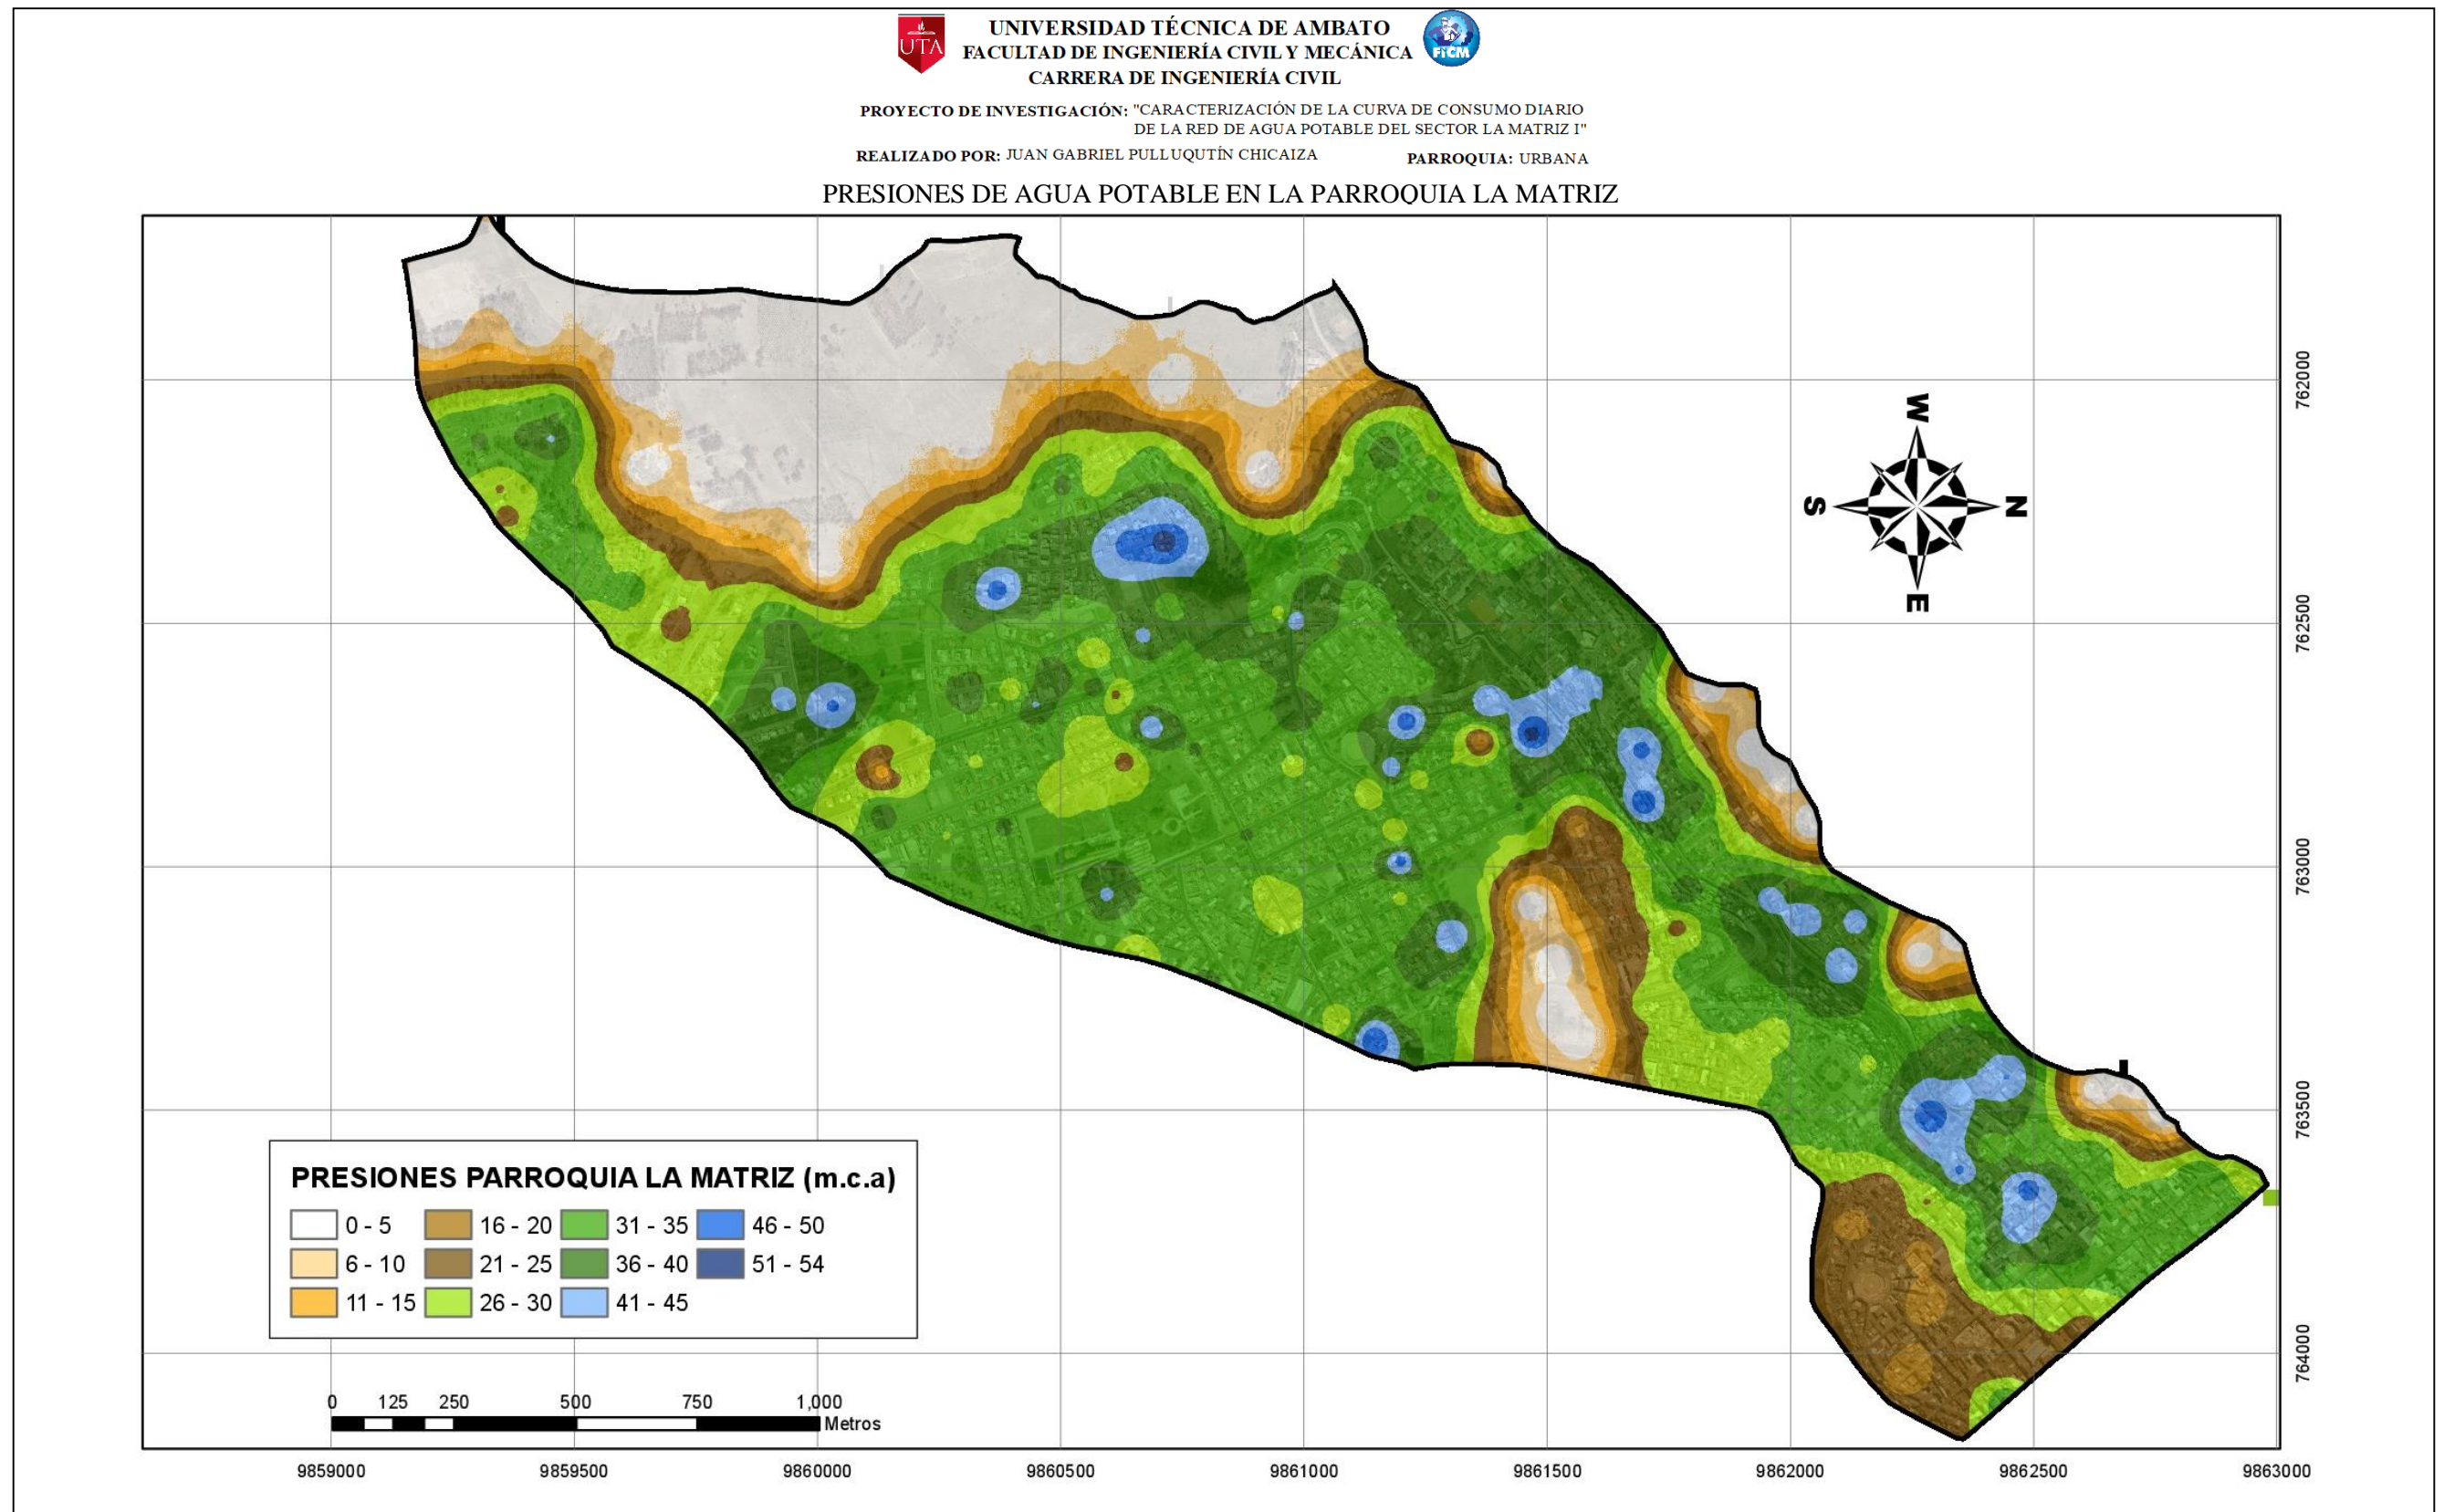 UTA
UNIVERSIDAD TÉCNICA DE AMBATO
FACULTAD DE INGENIERÍA CIVIL Y MECÁNICA
CARRERA DE INGENIERÍA CIVIL
FICM
PROYECTO DE INVESTIGACIÓN: "CARACTERIZACIÓN DE LA CURVA DE CONSUMO DIARIO
DE LA RED DE AGUA POTABLE DEL SECTOR LA MATRIZ I"
REALIZADO POR: JUAN GABRIEL PULLUQUTÍN CHICAIZA PARROQUIA: URBANA
PRESIONES DE AGUA POTABLE EN LA PARROQUIA LA MATRIZ
W
S
N
E
762000
762500
763000
763500
764000
PRESIONES PARROQUIA LA MATRIZ (m.c.a)
0 - 5 16 - 20 31 - 35 46 - 50
6 - 10 21 - 25 36 - 40 51 - 54
11 - 15 26 - 30 41 - 45
0 125 250 500 750 1,000
Metros
9859000 9859500 9860000 9860500 9861000 9861500 9862000 9862500 9863000